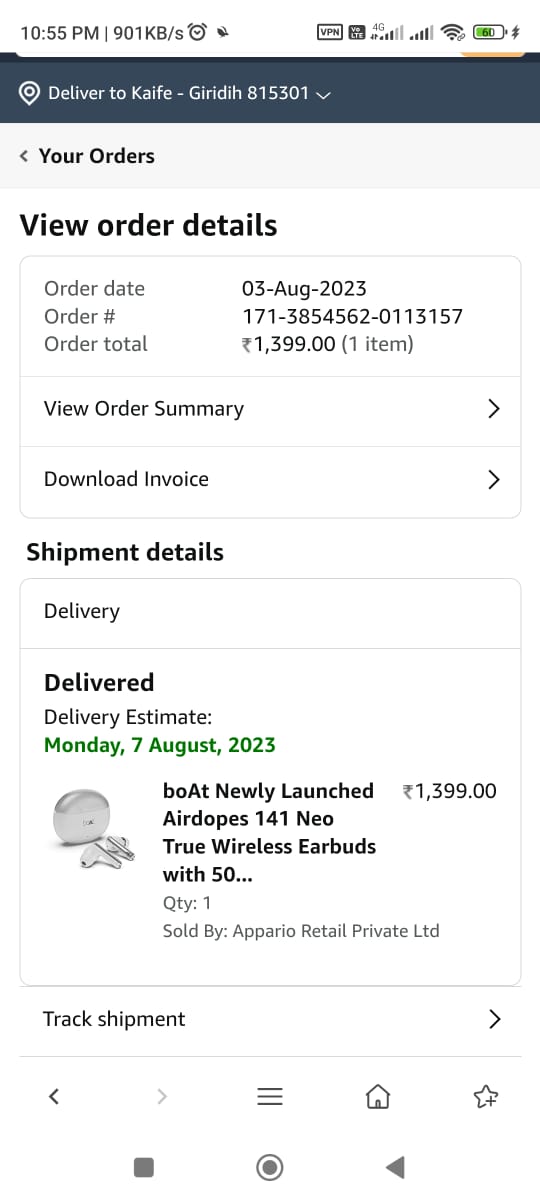 10:55 PM | 901KB/s
VPN Vo LTE 4G 60
Deliver to Kaife - Giridih 815301
Your Orders
View order details
Order date 03-Aug-2023
Order # 171-3854562-0113157
Order total ₹1,399.00 (1 item)
View Order Summary
Download Invoice
Shipment details
Delivery
Delivered
Delivery Estimate:
Monday, 7 August, 2023
boAt Newly Launched ₹1,399.00
Airdopes 141 Neo
True Wireless Earbuds
with 50...
Qty: 1
Sold By: Appario Retail Private Ltd
Track shipment